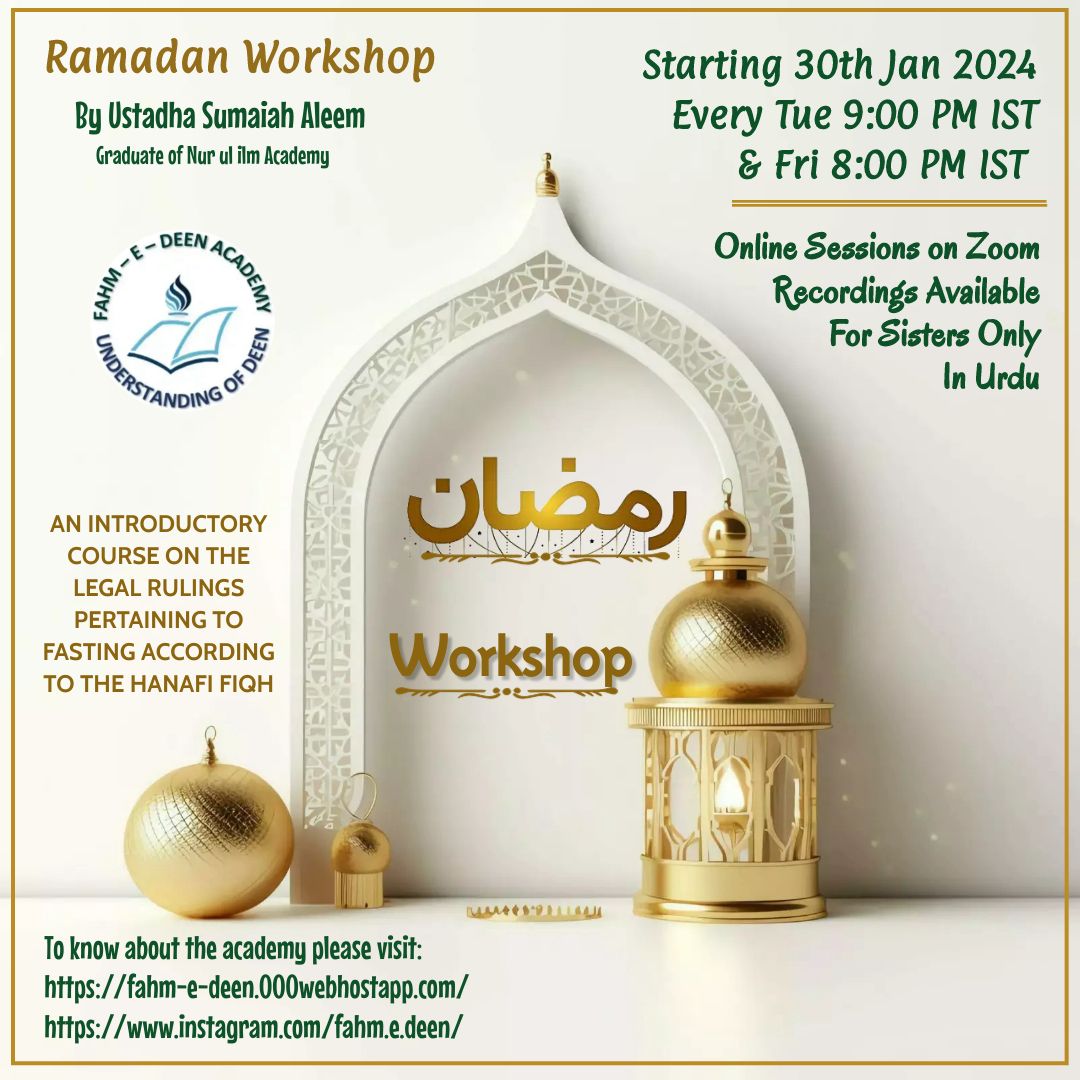 Ramadan Workshop
By Ustadha Sumaiah Aleem
Graduate of Nur ul ilm Academy
Starting 30th Jan 2024
Every Tue 9:00 PM IST
& Fri 8:00 PM IST
Online Sessions on Zoom
Recordings Available
For Sisters Only
In Urdu
FAHM – E – DEEN ACADEMY
UNDERSTANDING OF DEEN
رمضان
Workshop
AN INTRODUCTORY
COURSE ON THE
LEGAL RULINGS
PERTAINING TO
FASTING ACCORDING
TO THE HANAFI FIQH
To know about the academy please visit:
https://fahm-e-deen.000webhostapp.com/
https://www.instagram.com/fahm.e.deen/